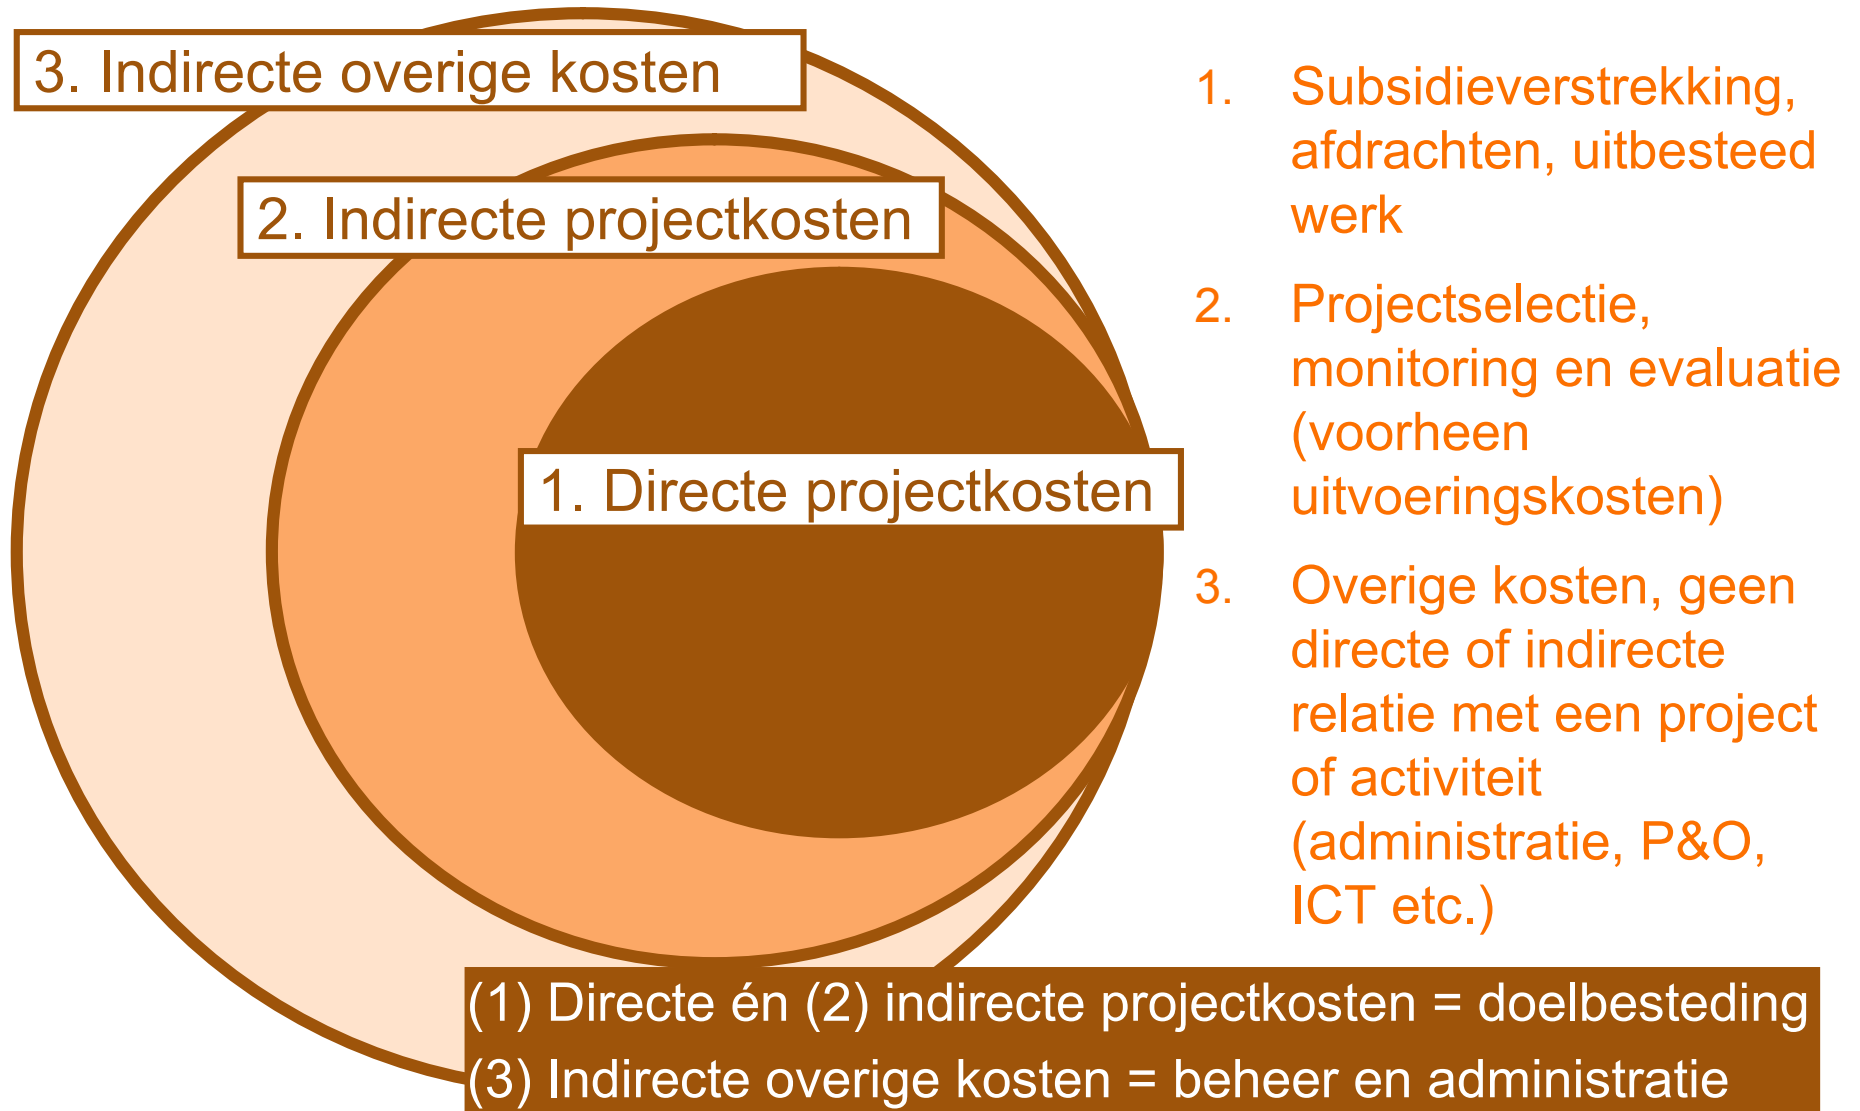 3. Indirecte overige kosten
2. Indirecte projectkosten
1. Directe projectkosten
1. Subsidieverstrekking,
afdrachten, uitbesteed
werk
2. Projectselectie,
monitoring en evaluatie
(voorheen
uitvoeringskosten)
3. Overige kosten, geen
directe of indirecte
relatie met een project
of activiteit
(administratie, P&O,
ICT etc.)
(1) Directe én (2) indirecte projectkosten = doelbesteding
(3) Indirecte overige kosten = beheer en administratie